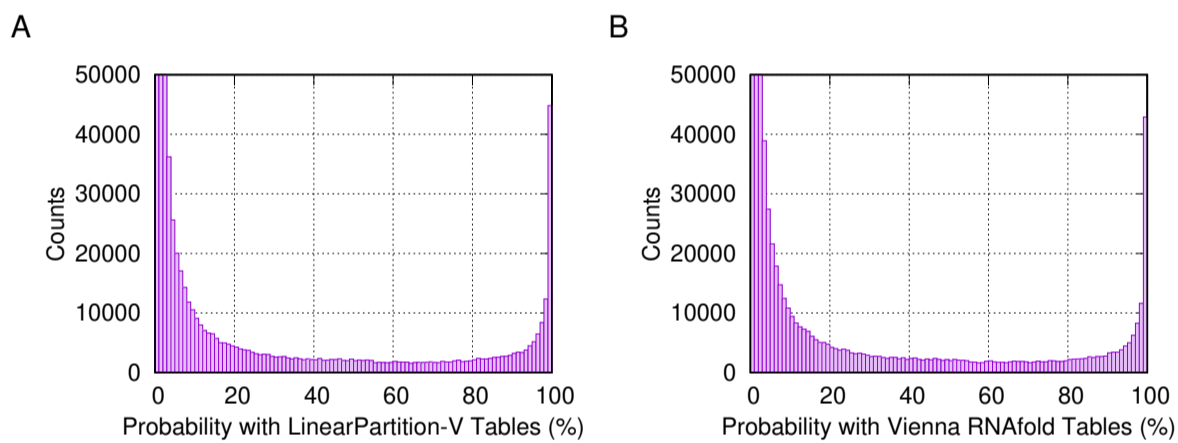 A
50000
40000
30000
20000
10000
0
Counts
0 20 40 60 80 100
Probability with LinearPartition-V Tables (%)
B
50000
40000
30000
20000
10000
0
Counts
0 20 40 60 80 100
Probability with Vienna RNAfold Tables (%)